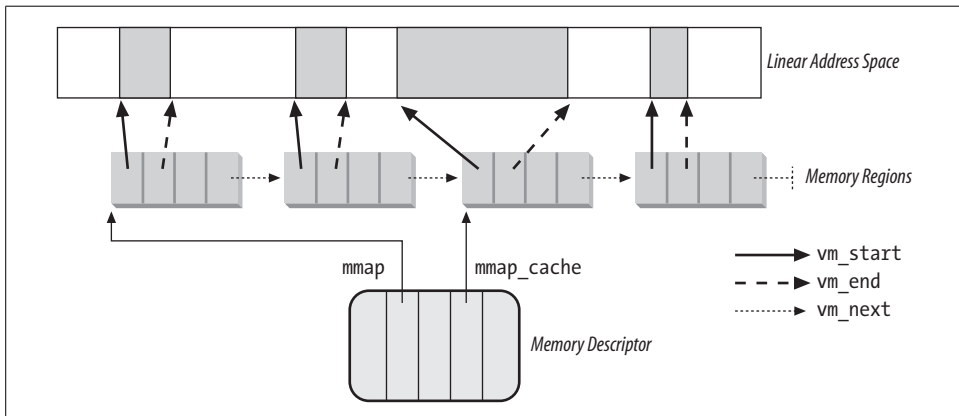 Linear Address Space
Memory Regions
mmap
mmap_cache
vm_start
vm_end
vm_next
Memory Descriptor